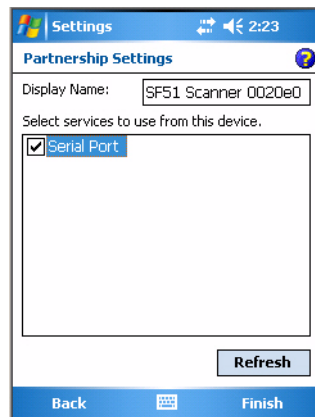 Settings 2:23
Partnership Settings
Display Name: SF51 Scanner 0020e0
Select services to use from this device.
Serial Port
Refresh
Back Finish